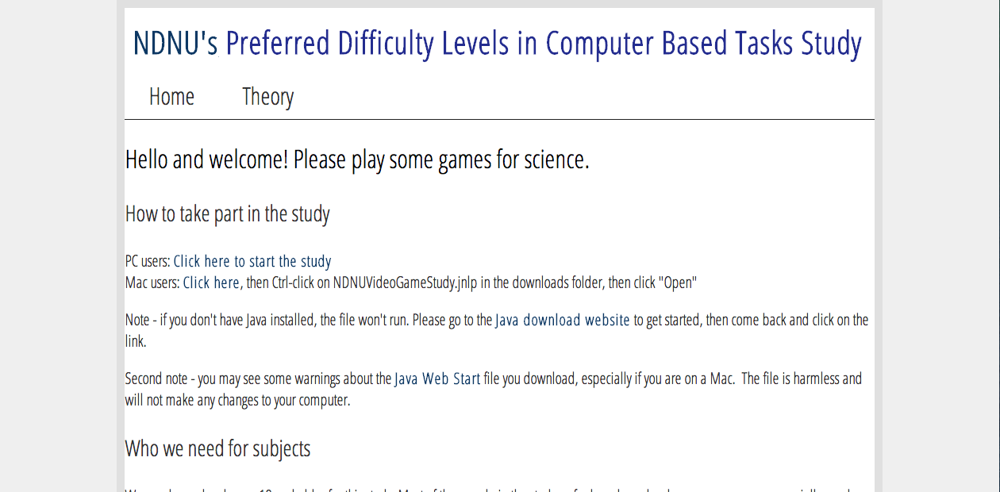 NDNU's Preferred Difficulty Levels in Computer Based Tasks Study
Home Theory
Hello and welcome! Please play some games for science.
How to take part in the study
PC users: Click here to start the study
Mac users: Click here, then Ctrl-click on NDNUVideoGameStudy.jnlp in the downloads folder, then click "Open"
Note - if you don't have Java installed, the file won't run. Please go to the Java download website to get started, then come back and click on the
link.
Second note - you may see some warnings about the Java Web Start file you download, especially if you are on a Mac.  The file is harmless and
will not make any changes to your computer.
Who we need for subjects